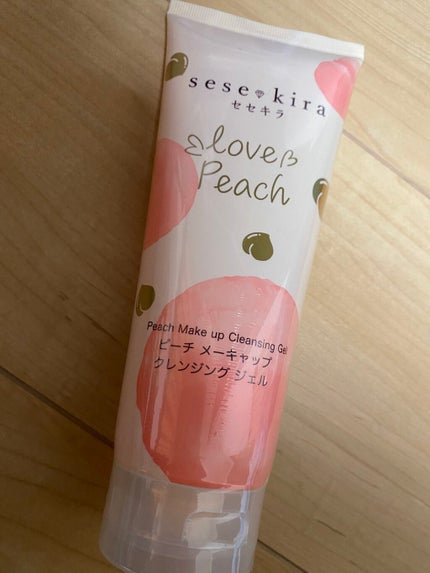 sese kira
セセキラ
love
Peach
Peach Make up Cleansing Gel
ピーチ メーキャップ
クレンジング ジェル